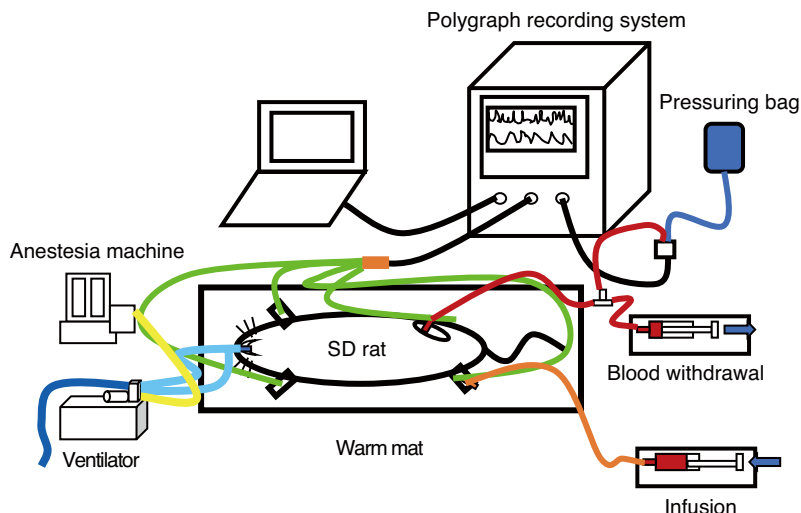 Polygraph recording system
Pressuring bag
Anestesia machine
SD rat
Blood withdrawal
Warm mat
Ventilator
Infusion